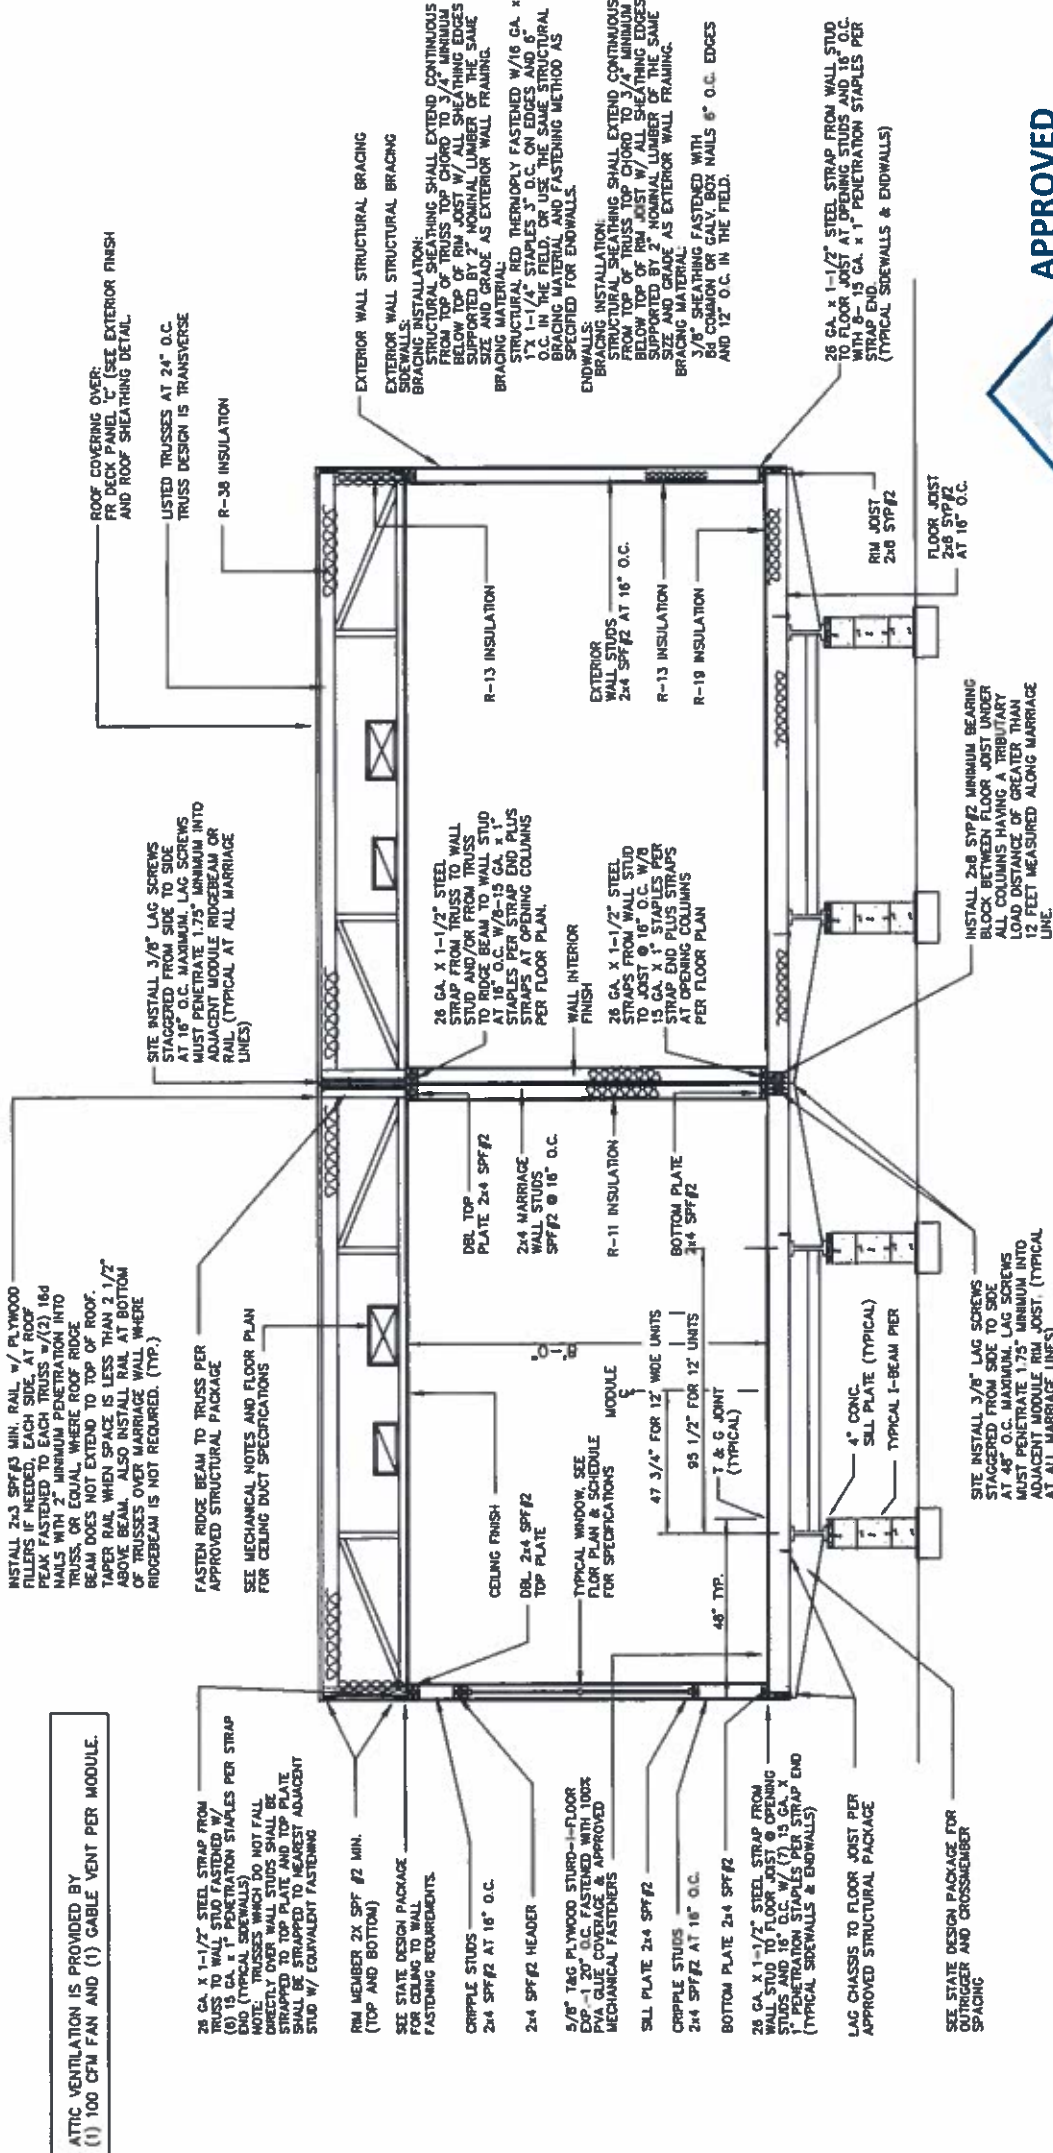 ATTIC VENTILATION IS PROVIDED BY
(1) 100 CFM FAN AND (1) GABLE VENT PER MODULE.
INSTALL 2x3 SPF#3 MIN. RAIL w/ PLYWOOD
FILLERS IF NEEDED, EACH SIDE, AT ROOF
PEAK FASTENED TO EACH TRUSS w/(2) 16d
NAILS WITH 2" MINIMUM PENETRATION INTO
TRUSS, OR EQUAL, WHERE ROOF RIDGE
BEAM DOES NOT EXTEND TO TOP OF ROOF.
TAPER RAIL WHEN SPACE IS LESS THAN 2 1/2"
ABOVE BEAM. ALSO INSTALL RAIL AT BOTTOM
OF TRUSSES OVER MARRIAGE WALL WHERE
RIDGEBEAM IS NOT REQUIRED. (TYP.)
FASTEN RIDGE BEAM TO TRUSS PER
APPROVED STRUCTURAL PACKAGE
SEE MECHANICAL NOTES AND FLOOR PLAN
FOR CEILING DUCT SPECIFICATIONS
SITE INSTALL 3/8" LAG SCREWS
STAGGERED FROM SIDE TO SIDE
AT 16" O.C. MAXIMUM. LAG SCREWS
MUST PENETRATE 1.75" MINIMUM INTO
ADJACENT MODULE RIDGEBEAM OR
RAIL (TYPICAL AT ALL MARRIAGE
LINES)
ROOF COVERING OVER:
FR DECK PANEL 'C' (SEE EXTERIOR FINISH
AND ROOF SHEATHING DETAIL.
LISTED TRUSSES AT 24" O.C.
TRUSS DESIGN IS TRANSVERSE
R-38 INSULATION
26 GA. X 1-1/2" STEEL STRAP FROM
TRUSS TO WALL STUD FASTENED W/
(6) 15 GA. x 1" PENETRATION STAPLES PER STRAP
END (TYPICAL SIDEWALLS)
NOTE: TRUSSES WHICH DO NOT FALL
DIRECTLY OVER WALL STUDS SHALL BE
STRAPPED TO TOP PLATE AND TOP PLATE
SHALL BE STRAPPED TO NEAREST ADJACENT
STUD W/ EQUIVALENT FASTENING
RIM MEMBER 2X SPF #2 MIN.
(TOP AND BOTTOM)
SEE STATE DESIGN PACKAGE
FOR CEILING TO WALL
FASTENING REQUIREMENTS.
CRIPPLE STUDS
2x4 SPF#2 AT 16" O.C.
2x4 SPF#2 HEADER
5/8" T&G PLYWOOD STURD-I-FLOOR
EXP.-1 20" O.C. FASTENED WITH 100%
PVA GLUE COVERAGE & APPROVED
MECHANICAL FASTENERS
SILL PLATE 2x4 SPF#2
CRIPPLE STUDS
2x4 SPF#2 AT 16" O.C.
BOTTOM PLATE 2x4 SPF#2
26 GA. X 1-1/2" STEEL STRAP FROM
WALL STUD TO FLOOR JOIST @ OPENING
STUDS AND 16" O.C. W/(7) 15 GA. X
1" PENETRATION STAPLES PER STRAP END
(TYPICAL SIDEWALLS & ENDWALLS)
LAG CHASSIS TO FLOOR JOIST PER
APPROVED STRUCTURAL PACKAGE
SEE STATE DESIGN PACKAGE FOR
OUTRIGGER AND CROSSMEMBER
SPACING
CEILING FINISH
DBL. 2x4 SPF#2
TOP PLATE
TYPICAL WINDOW, SEE
FLOR PLAN & SCHEDULE
FOR SPECIFICATIONS
8'-0"
MODULE
47 3/4" FOR 12' WIDE UNITS
95 1/2" FOR 12' UNITS
T & G JOINT
(TYPICAL)
48" TYP.
4" CONC.
SILL PLATE (TYPICAL)
TYPICAL I-BEAM PIER
DBL TOP
PLATE 2x4 SPF#2
2x4 MARRIAGE
WALL STUDS
SPF#2 @ 16" O.C.
R-11 INSULATION
BOTTOM PLATE
2x4 SPF#2
26 GA. X 1-1/2" STEEL
STRAP FROM TRUSS TO WALL
STUD AND/OR FROM TRUSS
TO RIDGE BEAM TO WALL STUD
AT 16" O.C. W/8-15 GA. x 1"
STAPLES PER STRAP END PLUS
STRAPS AT OPENING COLUMNS
PER FLOOR PLAN.
WALL INTERIOR
FINISH
26 GA. X 1-1/2" STEEL
STRAPS FROM WALL STUD
TO JOIST @ 16" O.C. W/8
15 GA. X 1" STAPLES PER
STRAP END PLUS STRAPS
AT OPENING COLUMNS
PER FLOOR PLAN
R-13 INSULATION
EXTERIOR
WALL STUDS
2x4 SPF#2 AT 16" O.C.
R-13 INSULATION
R-19 INSULATION
SITE INSTALL 3/8" LAG SCREWS
STAGGERED FROM SIDE TO SIDE
AT 48" O.C. MAXIMUM. LAG SCREWS
MUST PENETRATE 1.75" MINIMUM INTO
ADJACENT MODULE RIM JOIST. (TYPICAL
AT ALL MARRIAGE LINES)
INSTALL 2x8 SYP#2 MINIMUM BEARING
BLOCK BETWEEN FLOOR JOIST UNDER
ALL COLUMNS HAVING A TRIBUTARY
LOAD DISTANCE OF GREATER THAN
12 FEET MEASURED ALONG MARRIAGE
LINE.
RIM JOIST
2x8 SYP#2
FLOOR JOIST
2x8 SYP#2
AT 16" O.C.
EXTERIOR WALL STRUCTURAL BRACING
EXTERIOR WALL STRUCTURAL BRACING
SIDEWALLS:
BRACING INSTALLATION:
STRUCTURAL SHEATHING SHALL EXTEND CONTINUOUS
FROM TOP OF TRUSS TOP CHORD TO 3/4" MINIMUM
BELOW TOP OF RIM JOIST W/ ALL SHEATHING EDGES
SUPPORTED BY 2" NOMINAL LUMBER OF THE SAME
SIZE AND GRADE AS EXTERIOR WALL FRAMING.
BRACING MATERIAL:
STRUCTURAL RED THERMOPLY FASTENED W/16 GA. x
1"X 1-1/4" STAPLES 3" O.C. ON EDGES AND 6"
O.C. IN THE FIELD, OR USE THE SAME STRUCTURAL
BRACING MATERIAL AND FASTENING METHOD AS
SPECIFIED FOR ENDWALLS.
ENDWALLS:
BRACING INSTALLATION:
STRUCTURAL SHEATHING SHALL EXTEND CONTINUOUS
FROM TOP OF TRUSS TOP CHORD TO 3/4" MINIMUM
BELOW TOP OF RIM JOIST W/ ALL SHEATHING EDGES
SUPPORTED BY 2" NOMINAL LUMBER OF THE SAME
SIZE AND GRADE AS EXTERIOR WALL FRAMING.
BRACING MATERIAL:
3/8" SHEATHING FASTENED WITH
6d COMMON OR GALV. BOX NAILS 6" O.C. EDGES
AND 12" O.C. IN THE FIELD.
26 GA. x 1-1/2" STEEL STRAP FROM WALL STUD
TO FLOOR JOIST AT OPENING STUDS AND 16" O.C.
WITH 8- 15 GA. x 1" PENETRATION STAPLES PER
STRAP END.
(TYPICAL SIDEWALLS & ENDWALLS)
APPROVED